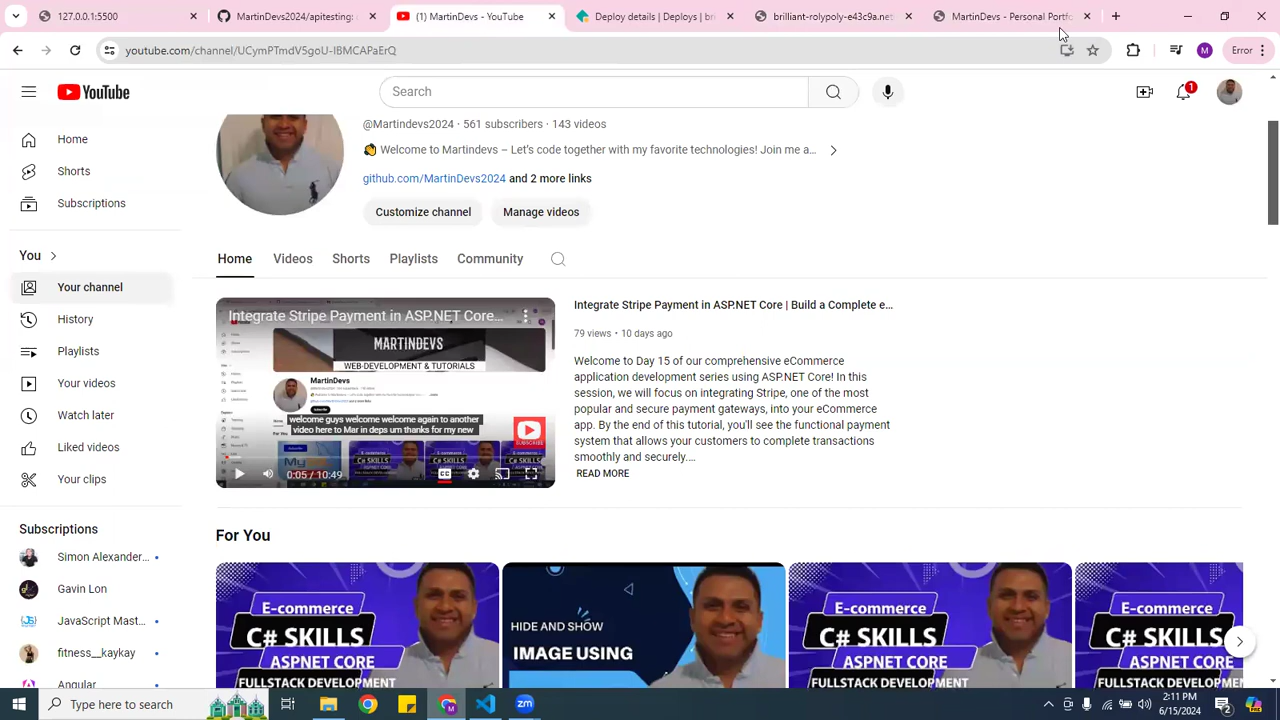 127.0.0.1:5500
MartinDevs2024/personal-portfo
(1) MartinDevs - YouTube
Deploy details | Deploys | br
brilliant-rolypoly-e43c9a.net
MartinDevs - Personal Portfo
youtube.com/channel/UCymPTmdV5goU-IBMCAPaErQ
M
Error
YouTube
Search
1
@Martindevs2024 · 561 subscribers · 143 videos
Welcome to Martindevs – Let's code together with my favorite technologies! Join me a...
github.com/MartinDevs2024 and 2 more links
Customize channel
Manage videos
Home
Videos
Shorts
Playlists
Community
Home
Shorts
Subscriptions
You
Your channel
History
Playlists
Your videos
Watch later
Liked videos
Your clips
Subscriptions
Simon Alexander...
Gavin Lon
JavaScript Mast...
fitness__kaykay
Angular
Integrate Stripe Payment in ASP.NET Core...
MARTINDEVS
WEB-DEVELOPMENT & TUTORIALS
MartinDevs
welcome guys welcome welcome again to another
video here to Mar in deps um thanks for my new
SUBSCRIBE
0:05 / 10:49
Integrate Stripe Payment in ASP.NET Core | Build a Complete e...
79 views • 10 days ago
Welcome to Day 15 of our comprehensive eCommerce
application development series using ASP.NET Core! In this
session, we will focus on integrating Stripe, one of the most
popular and secure payment gateways, into your eCommerce
app. By the end of this tutorial, you'll see the functional payment
system that allows your customers to complete transactions
smoothly and securely....
READ MORE
For You
E-commerce
C# SKILLS
ASPNET CORE
FULLSTACK DEVELOPMENT
HIDE AND SHOW
IMAGE USING
E-commerce
C# SKILLS
ASPNET CORE
FULLSTACK DEVELOPMENT
E-commerce
C# SKILLS
ASPNET CORE
FULLSTACK DEVELOPM
Type here to search
zm
2:11 PM
6/15/2024
2